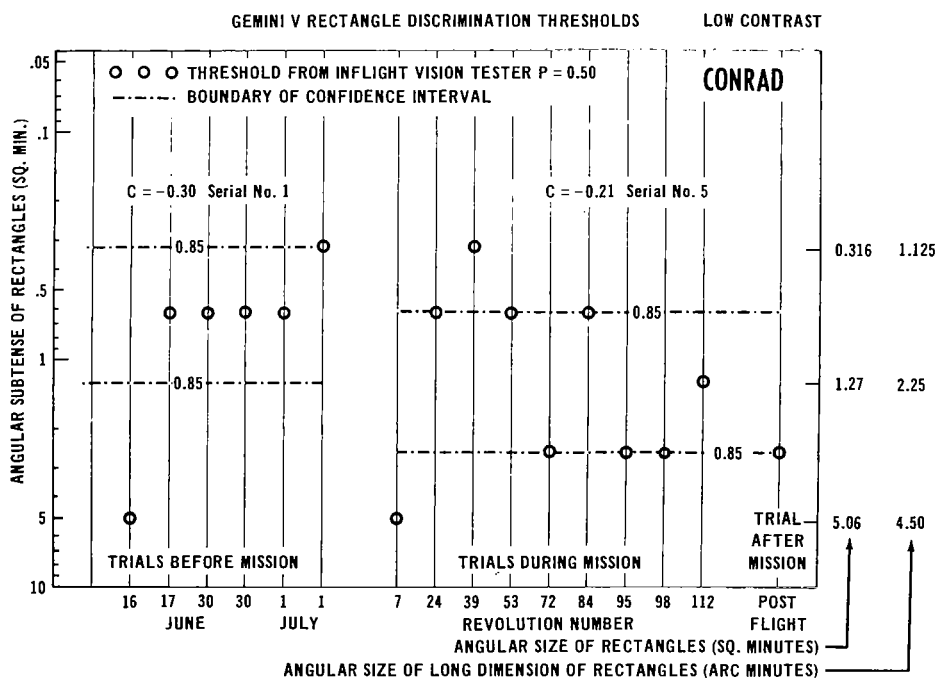 GEMINI V RECTANGLE DISCRIMINATION THRESHOLDS LOW CONTRAST
CONRAD
THRESHOLD FROM INFLIGHT VISION TESTER P = 0.50
BOUNDARY OF CONFIDENCE INTERVAL
ANGULAR SUBTENSE OF RECTANGLES (SQ. MIN.)
.05
.1
.5
1
5
10
C = -0.30 Serial No. 1
C = -0.21 Serial No. 5
0.85
0.85
0.85
0.85
0.316 1.125
1.27 2.25
5.06 4.50
TRIALS BEFORE MISSION
TRIALS DURING MISSION
TRIAL
AFTER
MISSION
16 17 30 30 1 1 7 24 39 53 72 84 95 98 112 POST
JUNE JULY REVOLUTION NUMBER FLIGHT
ANGULAR SIZE OF RECTANGLES (SQ. MINUTES)
ANGULAR SIZE OF LONG DIMENSION OF RECTANGLES (ARC MINUTES)